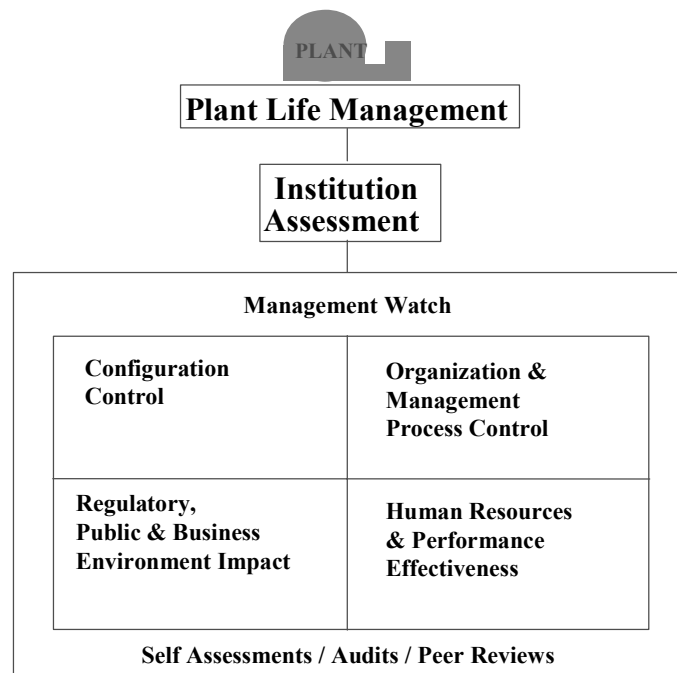 PLANT
Plant Life Management
Institution
Assessment
Management Watch
Configuration
Control
Organization &
Management
Process Control
Regulatory,
Public & Business
Environment Impact
Human Resources
& Performance
Effectiveness
Self Assessments / Audits / Peer Reviews